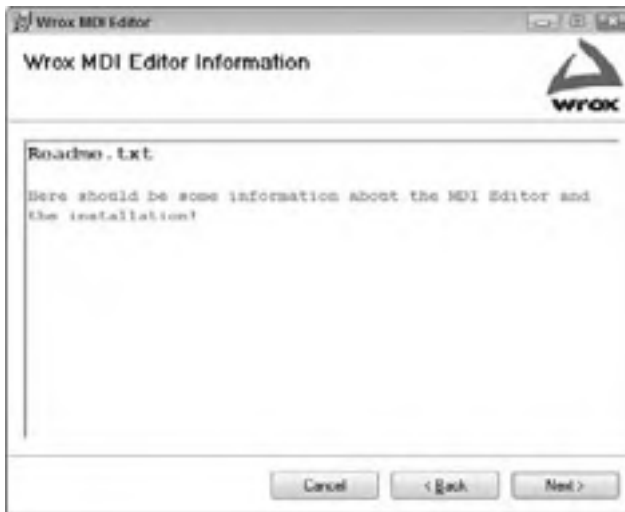 Wrox MDI Editor
Wrox MDI Editor Information
wrox
Readme.txt
Here should be some information about the MDI Editor and
the installation!
Cancel
< Back
Next >